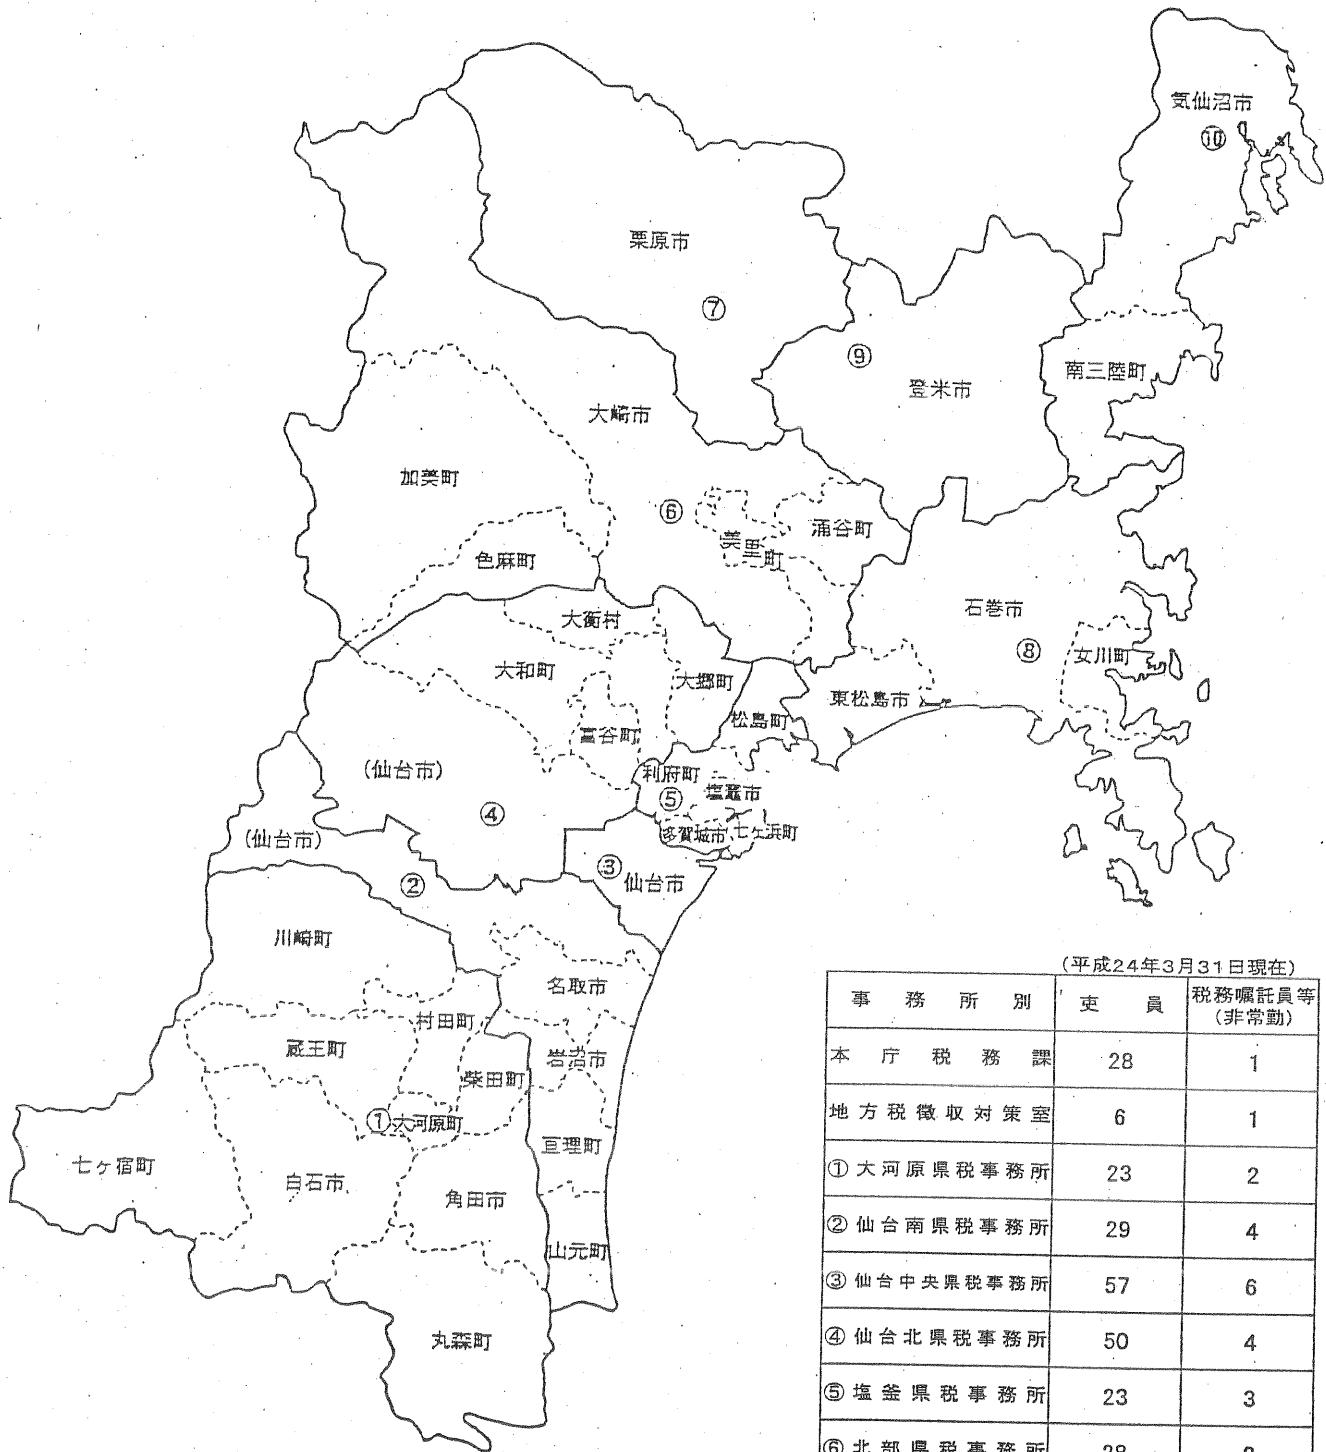 気仙沼市
⑩
栗原市
⑦
⑨
登米市
南三陸町
大崎市
加美町
⑥
美里町
涌谷町
色麻町
石巻市
⑧
女川町
大衡村
大和町
大郷町
東松島市
松島町
富谷町
(仙台市)
④
利府町
⑤
塩竈市
多賀城市
七ヶ浜町
(仙台市)
②
③
仙台市
川崎町
名取市
村田町
蔵王町
岩沼市
柴田町
①大河原町
亘理町
七ヶ宿町
白石市
角田市
山元町
丸森町
(平成24年3月31日現在)
事務所別 吏員 税務嘱託員等
(非常勤)
本庁税務課 28 1
地方税徴収対策室 6 1
①大河原県税事務所 23 2
②仙台南県税事務所 29 4
③仙台中央県税事務所 57 6
④仙台北県税事務所 50 4
⑤塩釜県税事務所 23 3
⑥北部県税事務所 28